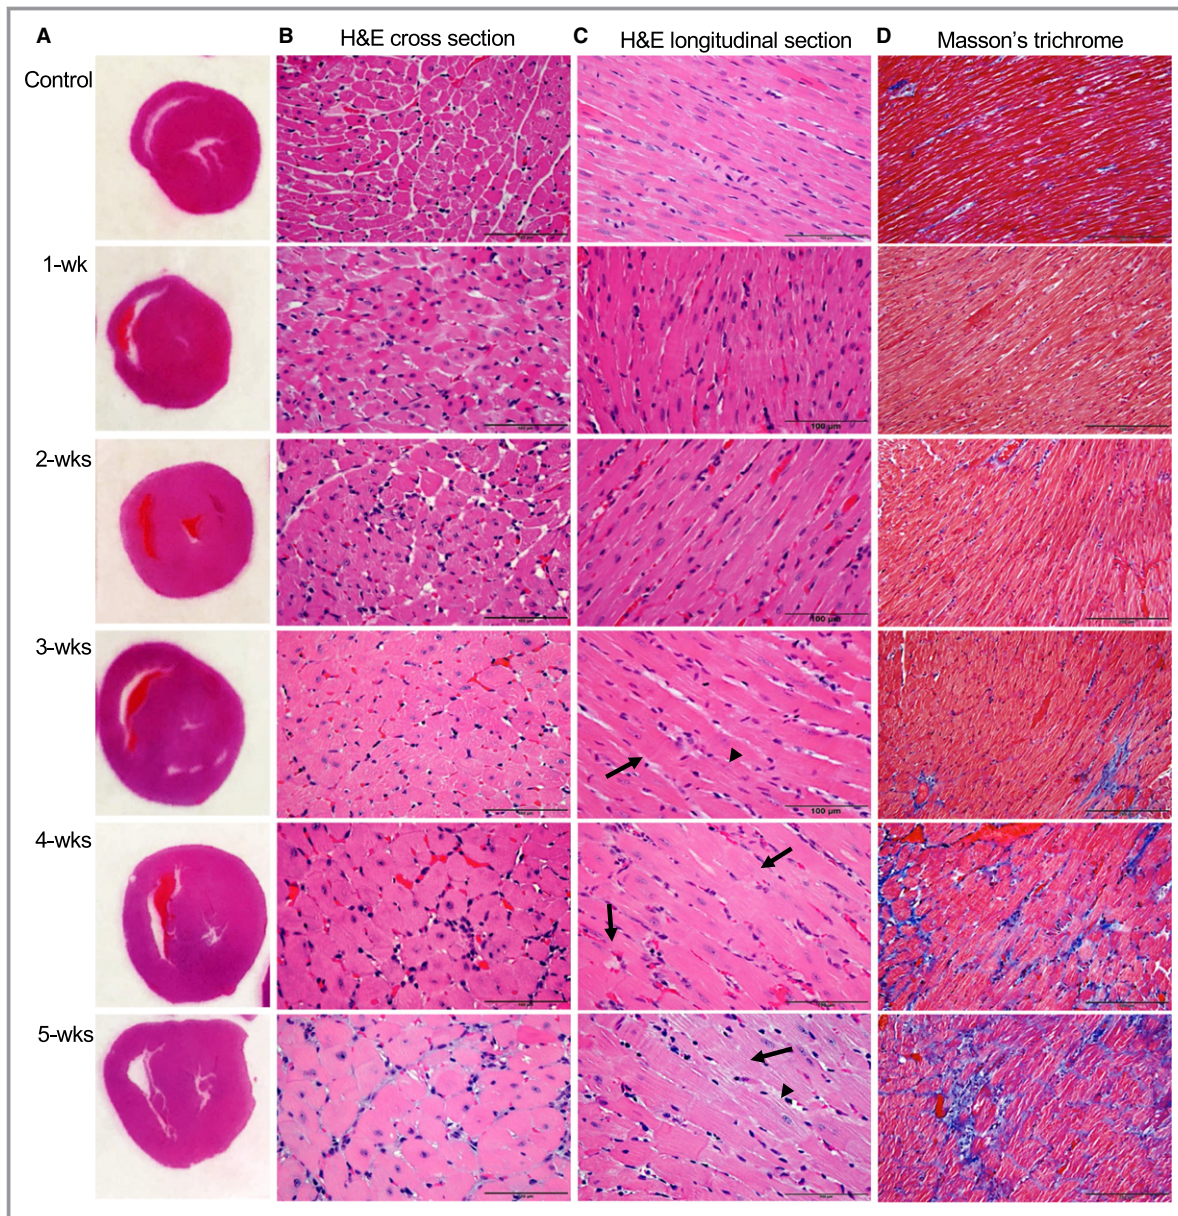 A
B H&E cross section
C H&E longitudinal section
D Masson's trichrome
Control
1-wk
100 μm
2-wks
100 μm
3-wks
100 μm
4-wks
5-wks